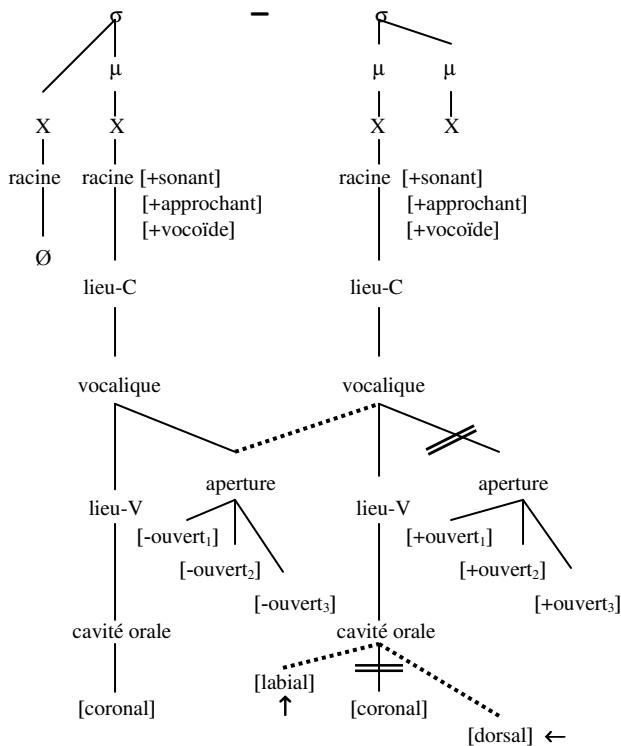 σ – σ
μ μ μ
X X X X
racine racine [+sonant] racine [+sonant]
[+approchant] [+approchant]
[+vocoïde] [+vocoïde]
Ø
lieu-C lieu-C
vocalique vocalique
aperture aperture
lieu-V lieu-V
[-ouvert₁] [+ouvert₁]
[-ouvert₂] [+ouvert₂]
[-ouvert₃] [+ouvert₃]
cavité orale cavité orale
[labial]
[coronal] [coronal]
↑
[dorsal] ←